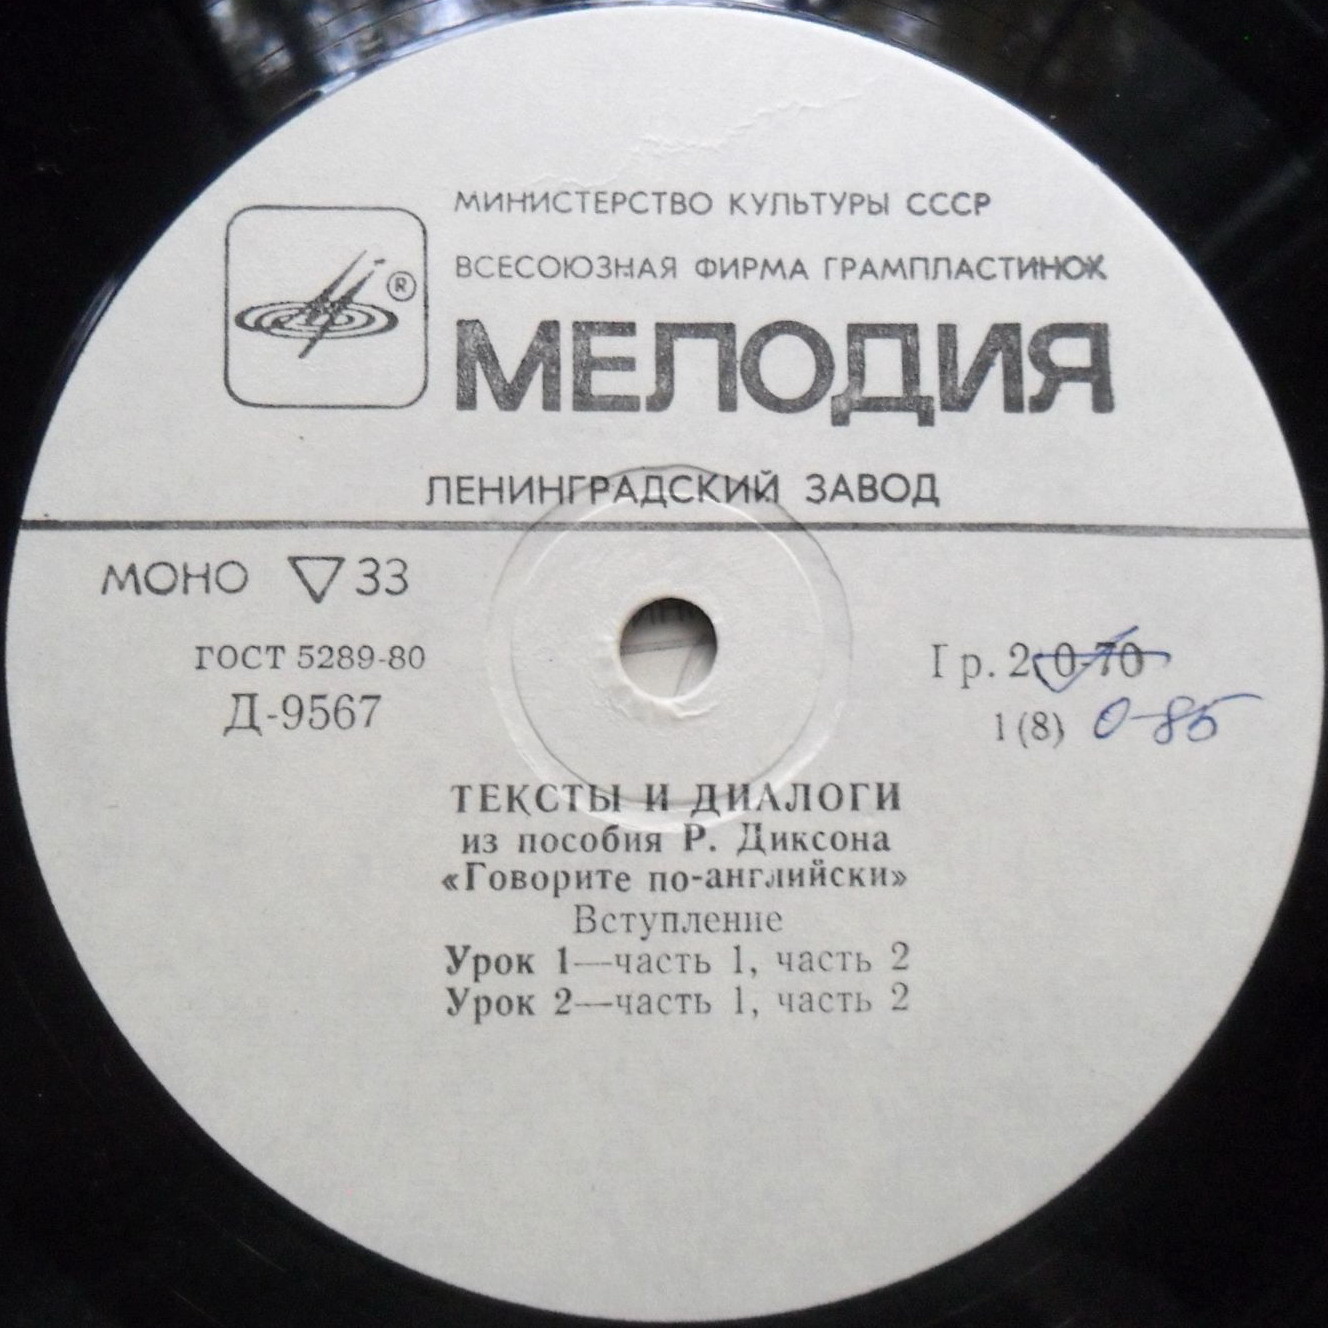 МИНИСТЕРСТВО КУЛЬТУРЫ СССР
ВСЕСОЮЗНАЯ ФИРМА ГРАМПЛАСТИНОК
®
МЕЛОДИЯ
ЛЕНИНГРАДСКИЙ ЗАВОД
МОНО ▽ 33
ГОСТ 5289-80
Д-9567
Iгр. 2. 0-70
1(8) 0-85
ТЕКСТЫ И ДИАЛОГИ
из пособия Р. Диксона
«Говорите по-английски»
Вступление
Урок 1—часть 1, часть 2
Урок 2—часть 1, часть 2